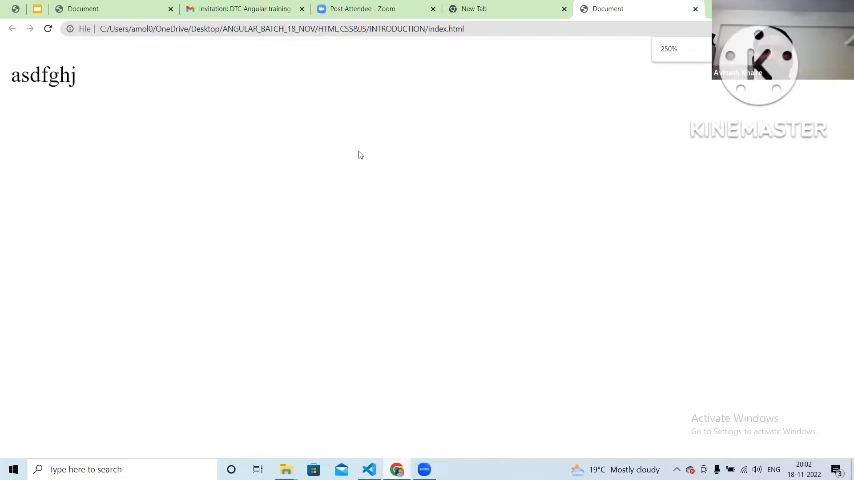 Document
Invitation: DTC Angular training
Post Attendee - Zoom
New Tab
Document
File
C:/Users/amol0/OneDrive/Desktop/ANGULAR_BATCH_18_NOV/HTML,CSS&JS/INTRODUCTION/index.html
250%
asdfghj
KINEMASTER
Activate Windows
Go to Settings to activate Windows.
Type here to search
19°C Mostly cloudy
ENG
20:02
18-11-2022